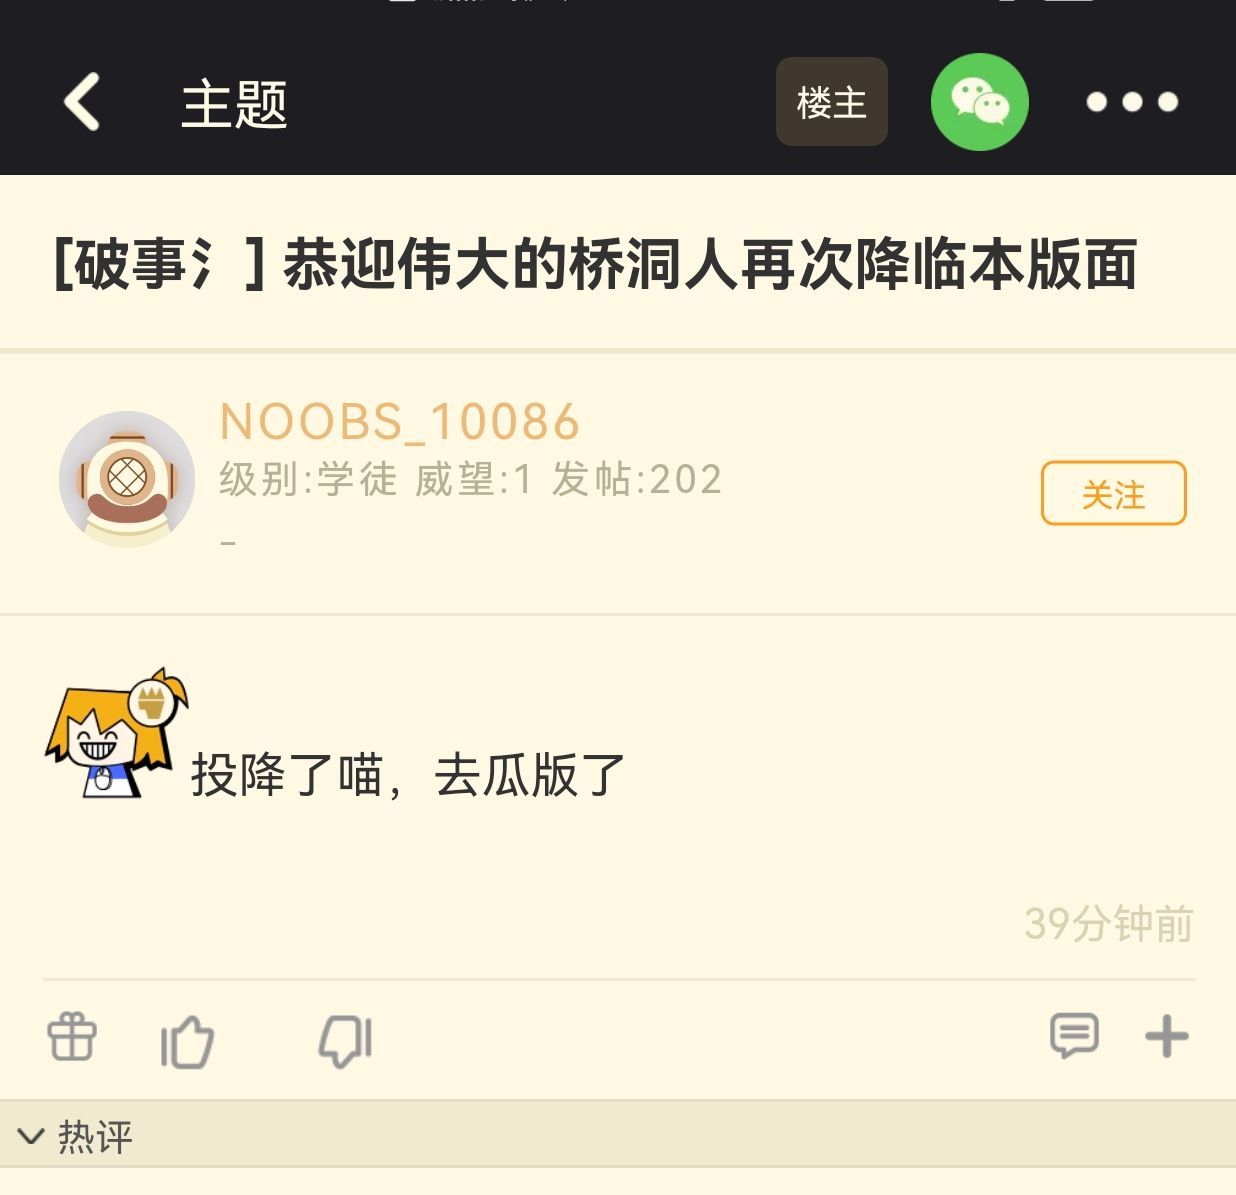 主题
楼主
[破事氵] 恭迎伟大的桥洞人再次降临本版面
NOOBS_10086
级别:学徒 威望:1 发帖:202
关注
投降了喵，去瓜版了
39分钟前
热评